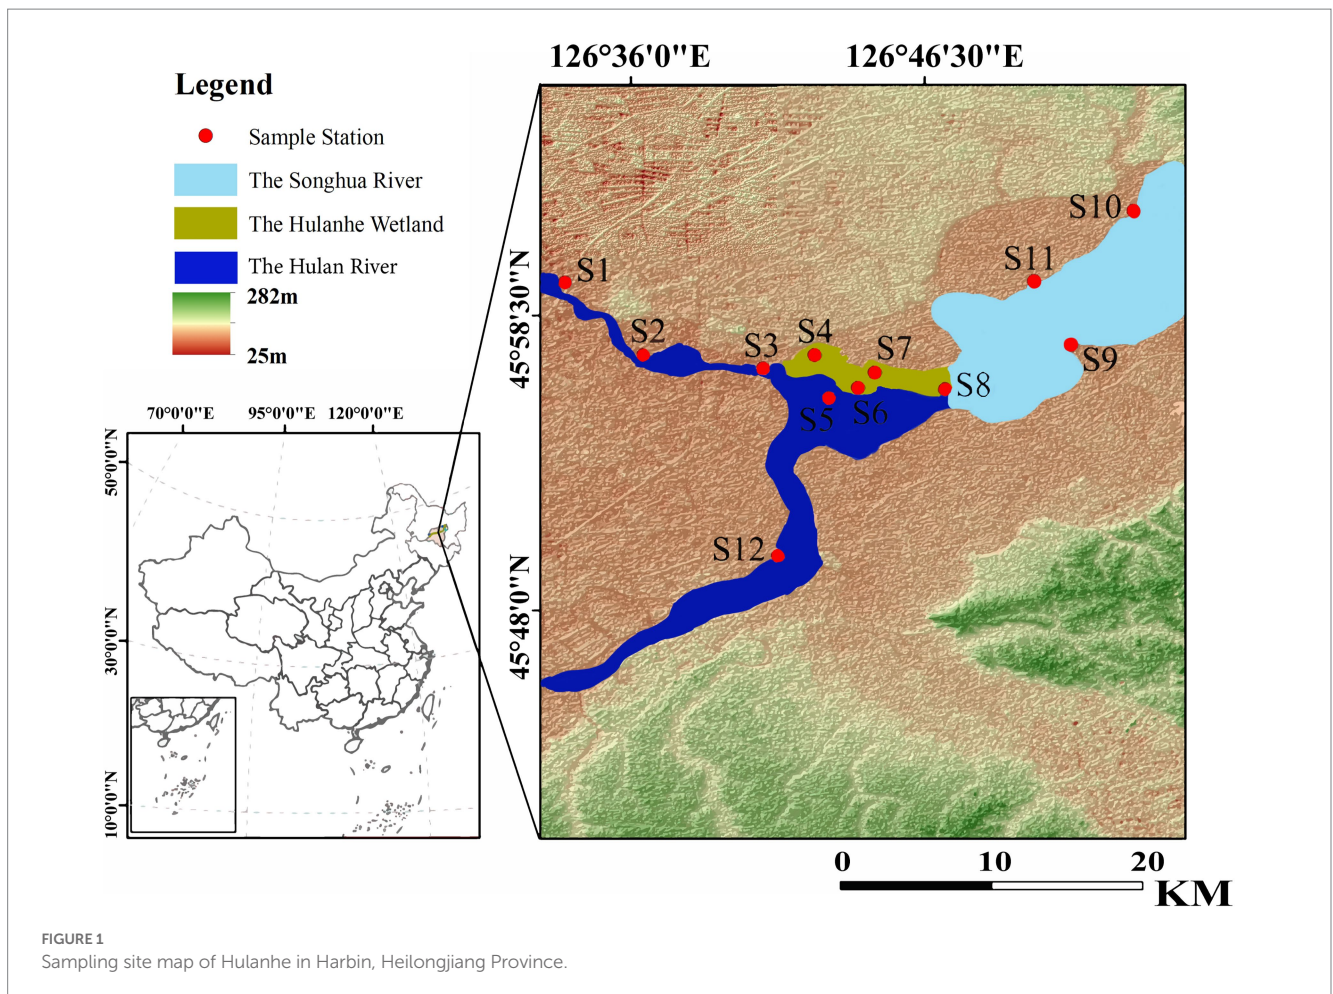 126°36'0"E
126°46'30"E
Legend
Sample Station
The Songhua River
The Hulanhe Wetland
The Hulan River
282m
25m
45°58'30"N
45°48'0"N
S1
S2
S3
S4
S5
S6
S7
S8
S9
S10
S11
S12
70°0'0"E
95°0'0"E
120°0'0"E
50°0'0"N
30°0'0"N
10°0'0"N
0
10
20
KM
FIGURE 1
Sampling site map of Hulanhe in Harbin, Heilongjiang Province.